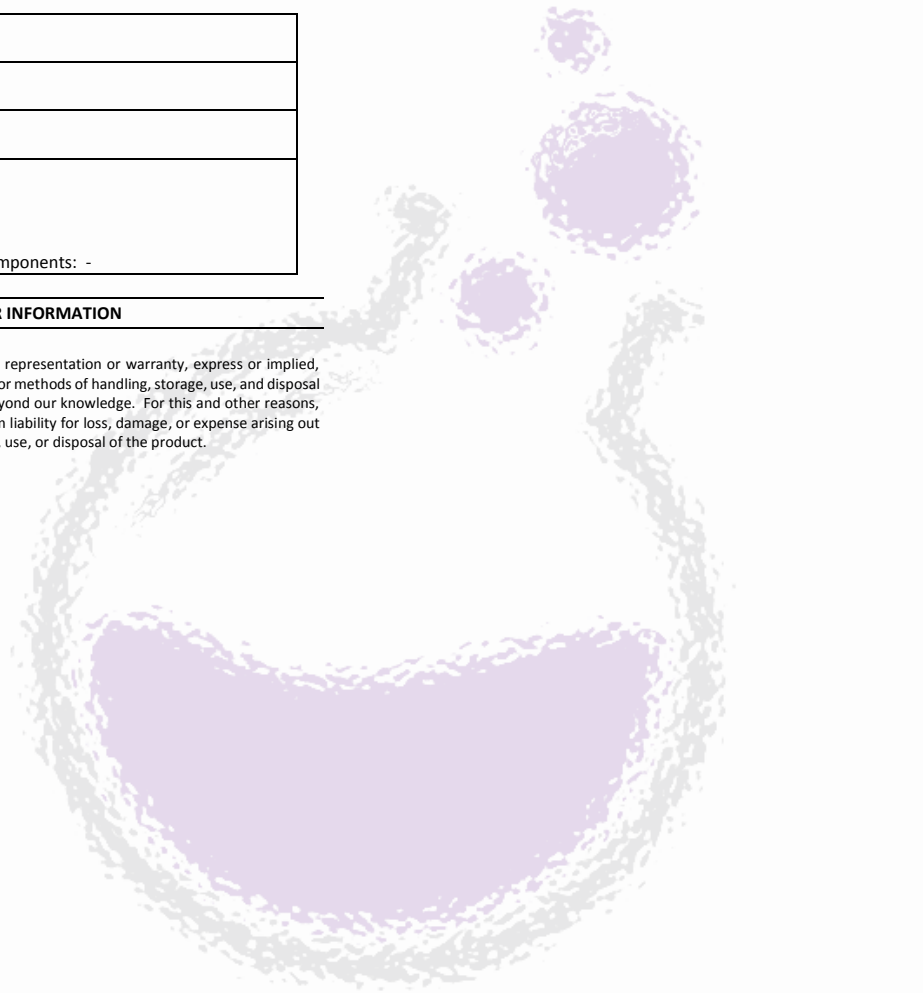 mponents: -
R INFORMATION
representation or warranty, express or implied,
or methods of handling, storage, use, and disposal
yond our knowledge. For this and other reasons,
m liability for loss, damage, or expense arising out
, use, or disposal of the product.